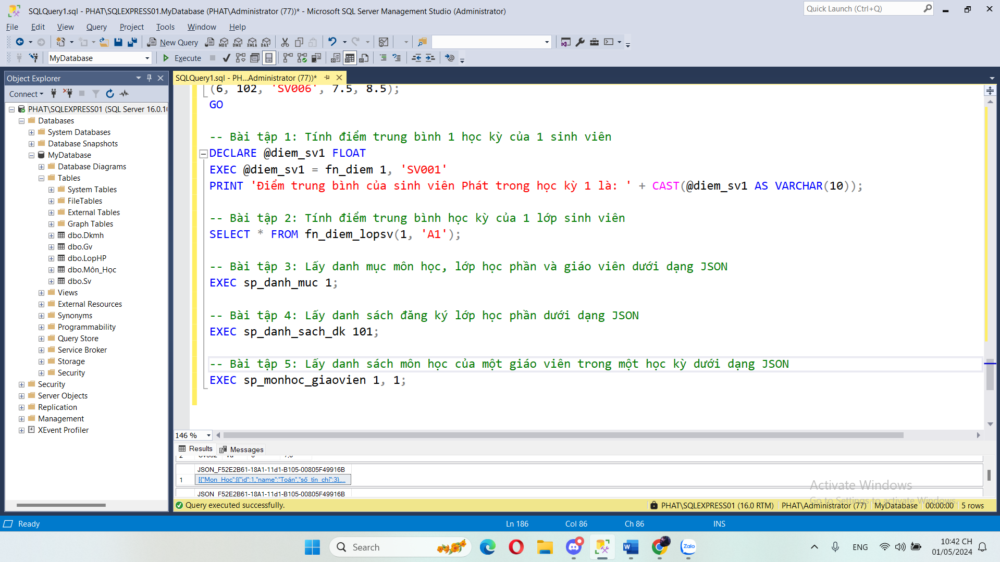 SQLQuery1.sql - PHAT\SQLEXPRESS01.MyDatabase (PHAT\Administrator (77))* - Microsoft SQL Server Management Studio (Administrator)
Quick Launch (Ctrl+Q)
File Edit View Query Project Tools Window Help
New Query
MDX DMX XMLA DAX
MyDatabase
Execute
Object Explorer
SQLQuery1.sql - PH...Administrator (77))*
Connect
PHAT\SQLEXPRESS01 (SQL Server 16.0.10
Databases
System Databases
Database Snapshots
MyDatabase
Database Diagrams
Tables
System Tables
FileTables
External Tables
Graph Tables
dbo.Dkmh
dbo.Gv
dbo.LopHP
dbo.Môn_Học
dbo.Sv
Views
External Resources
Synonyms
Programmability
Query Store
Service Broker
Storage
Security
Security
Server Objects
Replication
Management
XEvent Profiler
(6, 102, 'SV006', 7.5, 8.5);
GO
-- Bài tập 1: Tính điểm trung bình 1 học kỳ của 1 sinh viên
DECLARE @diem_sv1 FLOAT
EXEC @diem_sv1 = fn_diem 1, 'SV001'
PRINT 'Điểm trung bình của sinh viên Phát trong học kỳ 1 là: ' + CAST(@diem_sv1 AS VARCHAR(10));
-- Bài tập 2: Tính điểm trung bình học kỳ của 1 lớp sinh viên
SELECT * FROM fn_diem_lopsv(1, 'A1');
-- Bài tập 3: Lấy danh mục môn học, lớp học phần và giáo viên dưới dạng JSON
EXEC sp_danh_muc 1;
-- Bài tập 4: Lấy danh sách đăng ký lớp học phần dưới dạng JSON
EXEC sp_danh_sach_dk 101;
-- Bài tập 5: Lấy danh sách môn học của một giáo viên trong một học kỳ dưới dạng JSON
EXEC sp_monhoc_giaovien 1, 1;
146 %
Results Messages
JSON_F52E2B61-18A1-11d1-B105-00805F49916B
1 [{"Mon_Hoc":[{"id":1,"name":"Toán","số_tín_chỉ":3},...
JSON_F52E2B61-18A1-11d1-B105-00805F49916B
Activate Windows
Go to Settings to activate Windows.
Query executed successfully.
PHAT\SQLEXPRESS01 (16.0 RTM) PHAT\Administrator (77) MyDatabase 00:00:00 5 rows
Ready Ln 186 Col 86 Ch 86 INS
Search
Zalo
ENG
10:42 CH
01/05/2024